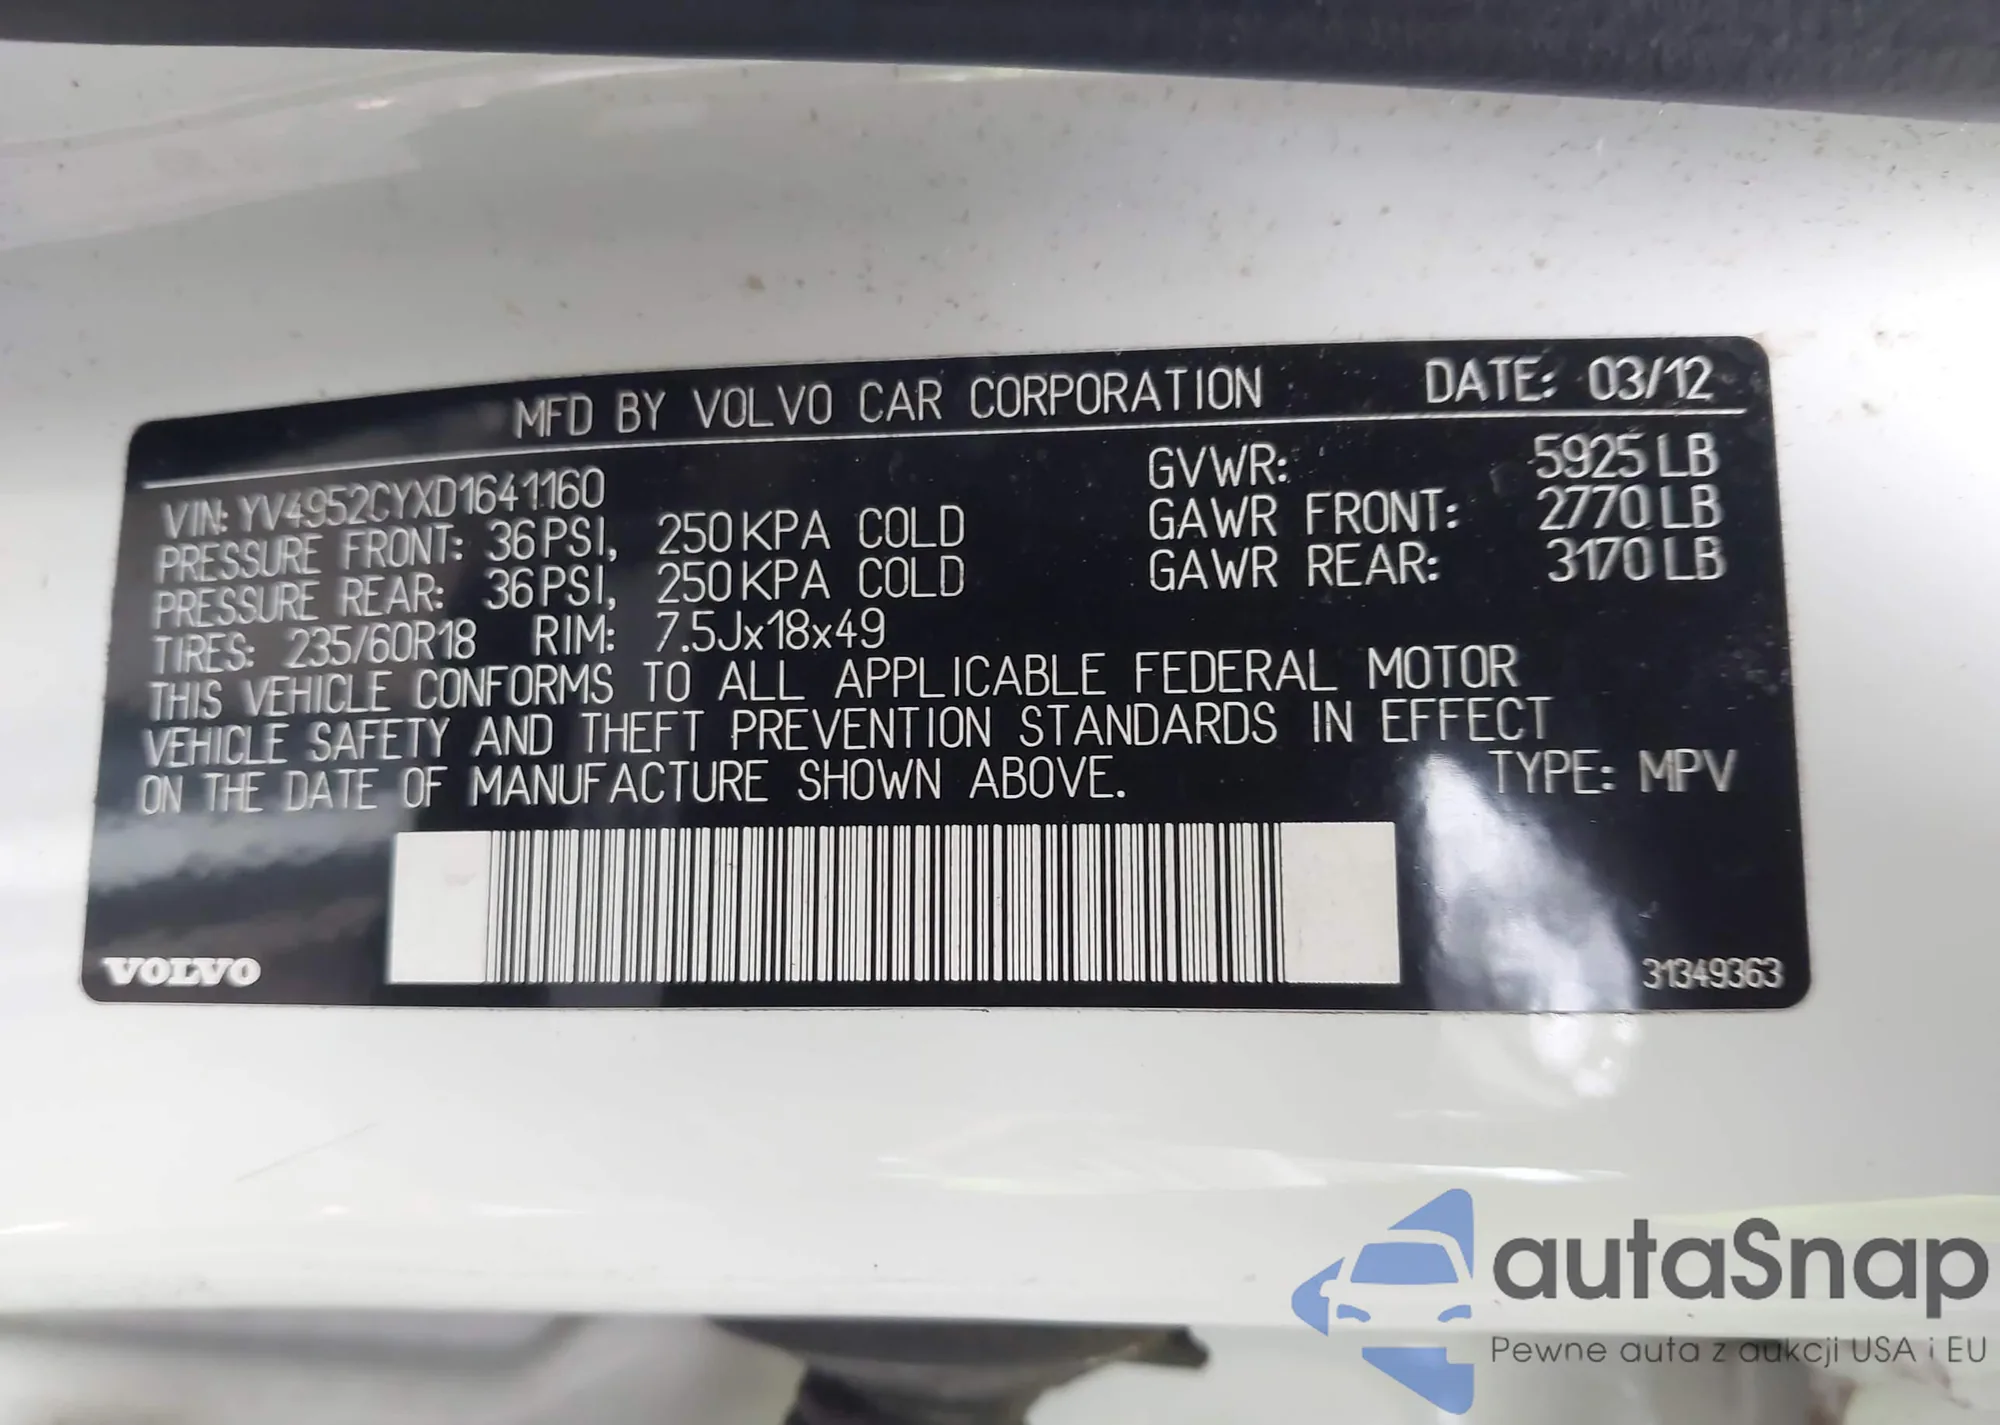 MFD BY VOLVO CAR CORPORATION DATE: 03/12
VIN: YV4952CYXD1641160 GVWR: 5925 LB
PRESSURE FRONT: 36 PSI, 250 KPA COLD GAWR FRONT: 2770 LB
PRESSURE REAR: 36 PSI, 250 KPA COLD GAWR REAR: 3170 LB
TIRES: 235/60R18 RIM: 7.5Jx18x49
THIS VEHICLE CONFORMS TO ALL APPLICABLE FEDERAL MOTOR
VEHICLE SAFETY AND THEFT PREVENTION STANDARDS IN EFFECT
ON THE DATE OF MANUFACTURE SHOWN ABOVE. TYPE: MPV
VOLVO 31349363
autaSnap
Pewne auta z aukcji USA i EU